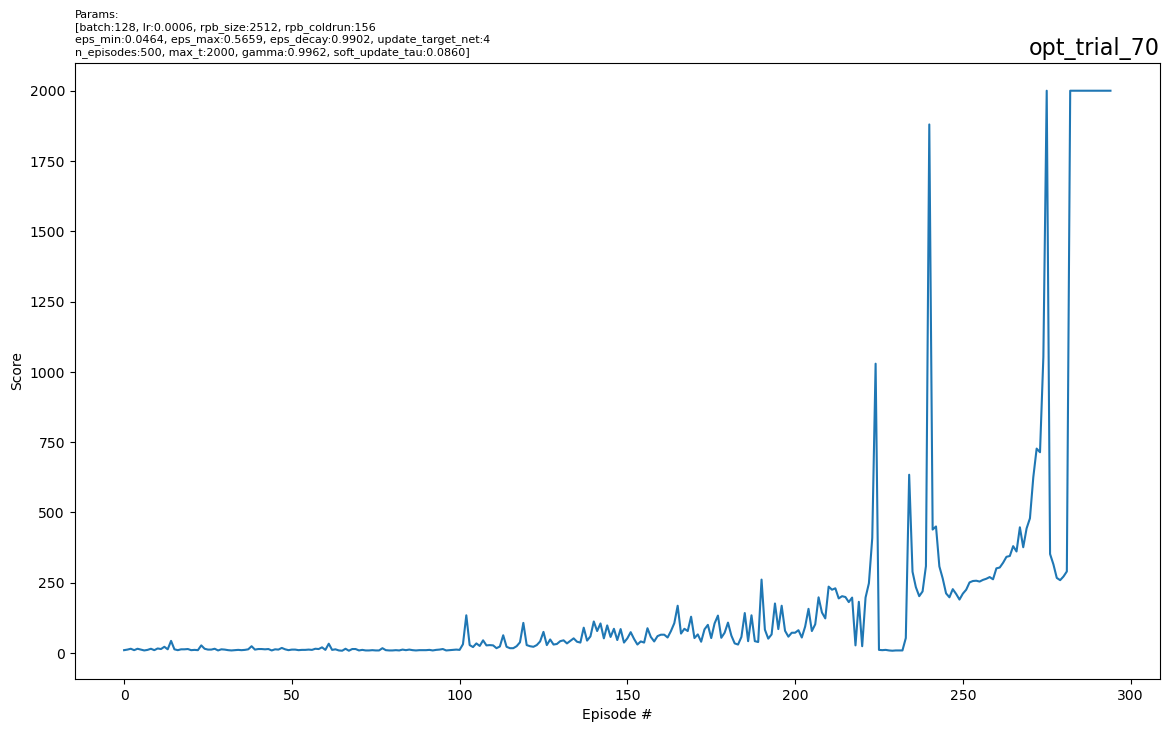 Params:
[batch:128, lr:0.0006, rpb_size:2512, rpb_coldrun:156
eps_min:0.0464, eps_max:0.5659, eps_decay:0.9902, update_target_net:4
n_episodes:500, max_t:2000, gamma:0.9962, soft_update_tau:0.0860]
opt_trial_70
2000
1750
1500
1250
1000
750
500
250
0
Score
0 50 100 150 200 250 300
Episode #